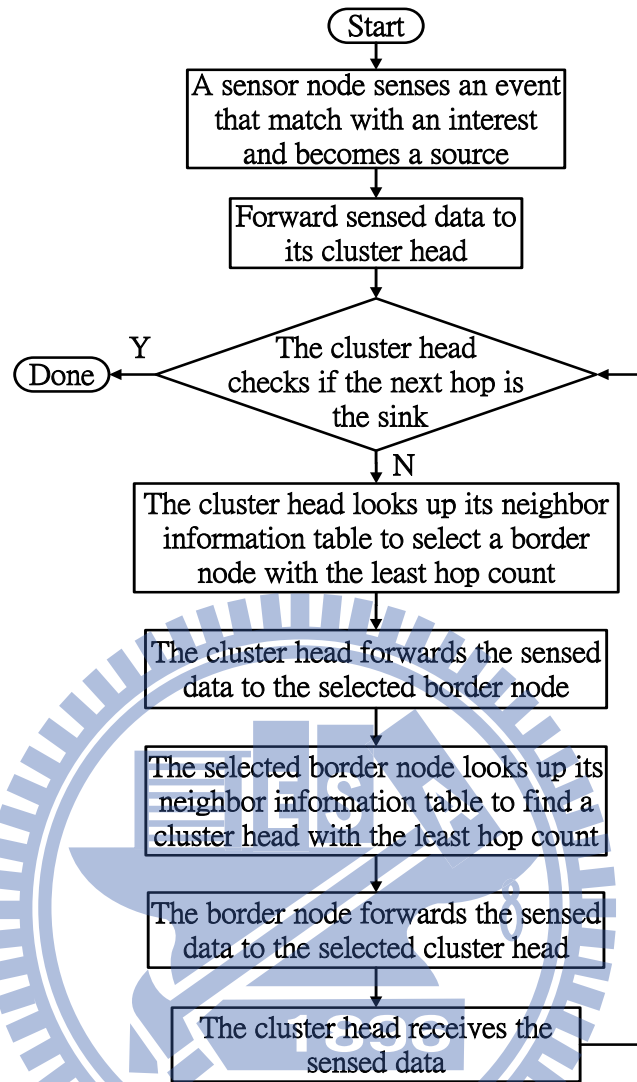 Start
A sensor node senses an event
that match with an interest
and becomes a source
Forward sensed data to
its cluster head
The cluster head
checks if the next hop is
the sink
Y
Done
N
The cluster head looks up its neighbor
information table to select a border
node with the least hop count
The cluster head forwards the sensed
data to the selected border node
The selected border node looks up its
neighbor information table to find a
cluster head with the least hop count
The border node forwards the sensed
data to the selected cluster head
The cluster head receives the
sensed data
1896